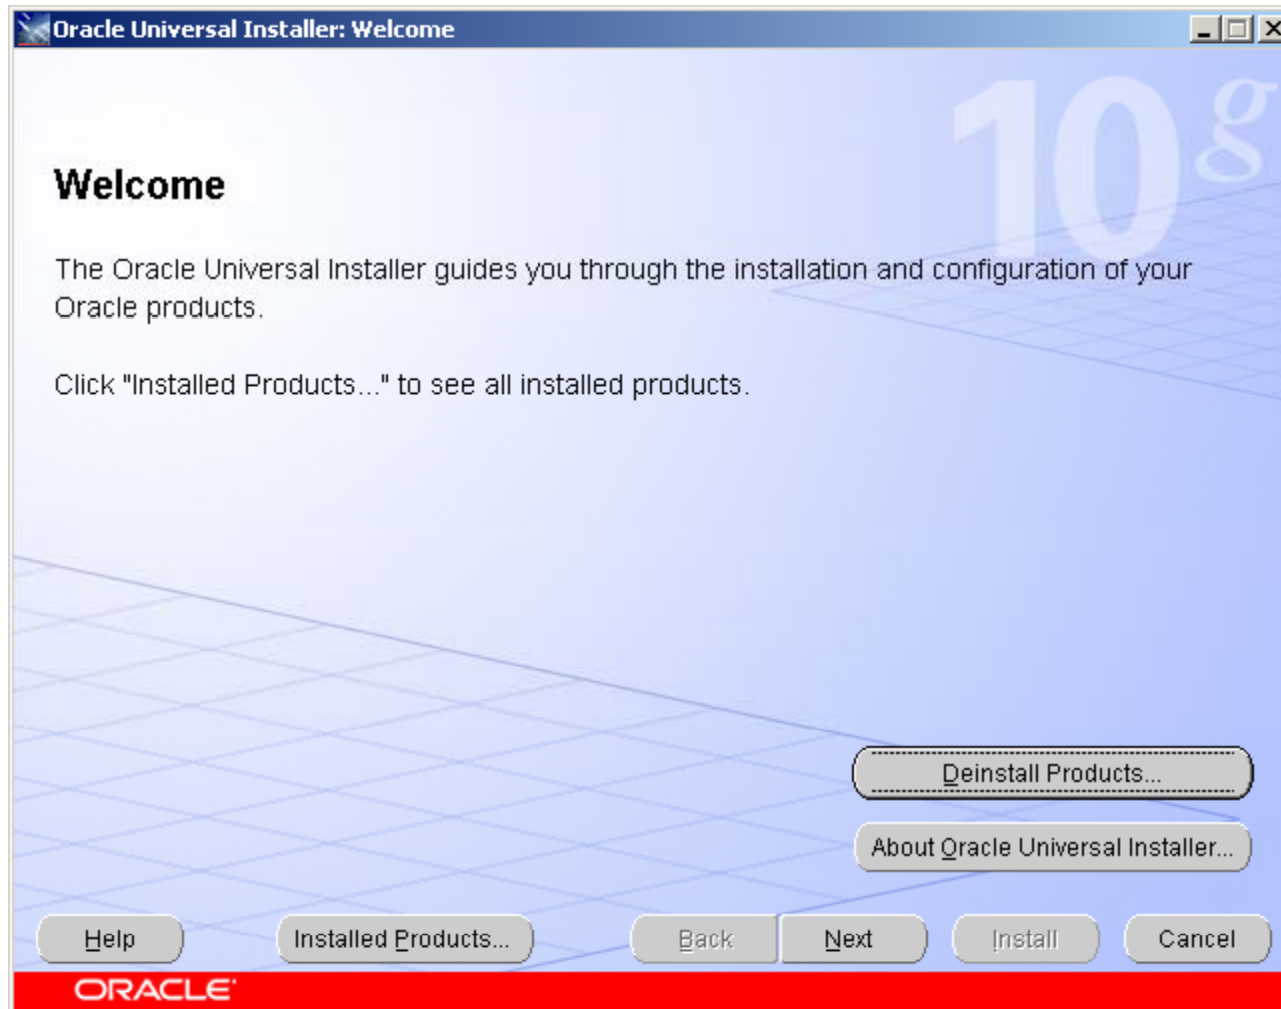 Oracle Universal Installer: Welcome
10g
Welcome
The Oracle Universal Installer guides you through the installation and configuration of your
Oracle products.
Click "Installed Products..." to see all installed products.
Deinstall Products...
About Oracle Universal Installer...
Help Installed Products... Back Next Install Cancel
ORACLE